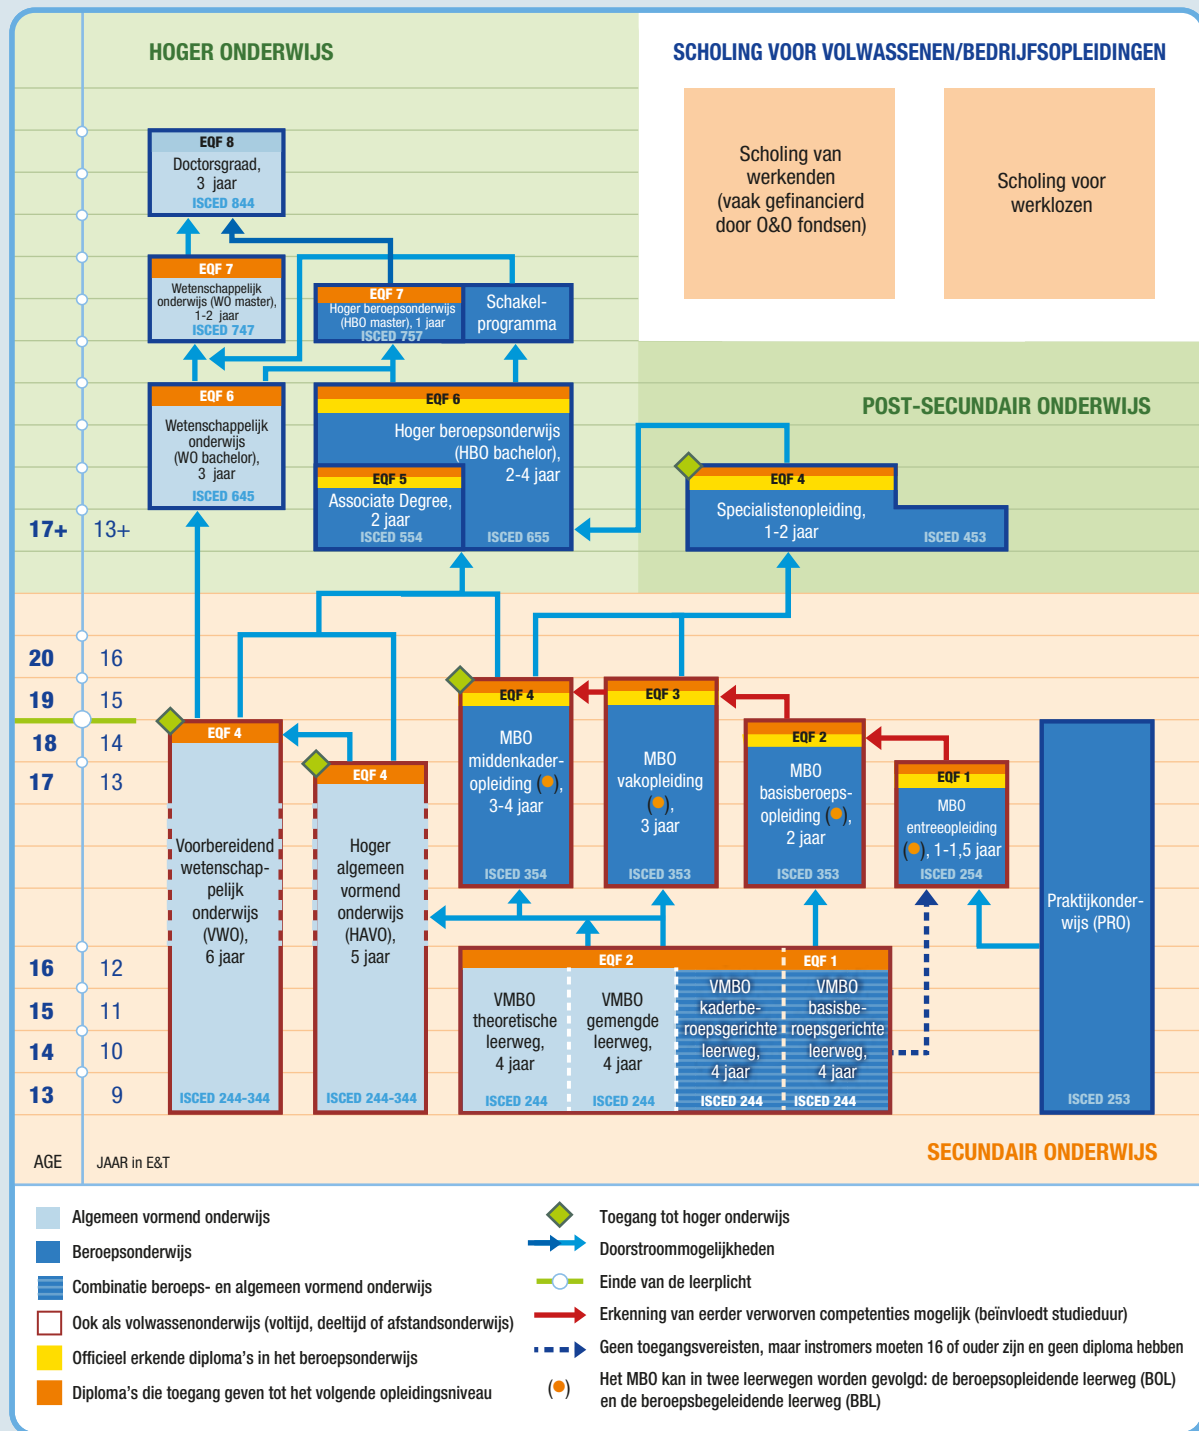 HOGER ONDERWIJS
SCHOLING VOOR VOLWASSENEN/BEDRIJFSOPLEIDINGEN
Scholing van
werkenden
(vaak gefinancierd
door O&O fondsen)
Scholing voor
werklozen
EQF 8
Doctorsgraad,
3 jaar
ISCED 844
EQF 7
Wetenschappelijk
onderwijs (WO master),
1-2 jaar
ISCED 747
EQF 7
Hoger beroepsonderwijs
(HBO master), 1 jaar
ISCED 757
Schakel-
programma
EQF 6
Wetenschappelijk
onderwijs
(WO bachelor),
3 jaar
ISCED 645
EQF 6
Hoger beroepsonderwijs
(HBO bachelor),
2-4 jaar
EQF 5
Associate Degree,
2 jaar
ISCED 554
ISCED 655
POST-SECUNDAIR ONDERWIJS
EQF 4
Specialistenopleiding,
1-2 jaar
ISCED 453
17+ 13+
20 16
19 15
18 14
17 13
16 12
15 11
14 10
13 9
AGE JAAR in E&T
EQF 4
Voorbereidend
wetenschap-
pelijk
onderwijs
(VWO),
6 jaar
ISCED 244-344
EQF 4
Hoger
algemeen
vormend
onderwijs
(HAVO),
5 jaar
ISCED 244-344
EQF 4
MBO
middenkader-
opleiding ( ),
3-4 jaar
ISCED 354
EQF 3
MBO
vakopleiding
( ),
3 jaar
ISCED 353
EQF 2
MBO
basisberoeps-
opleiding ( ),
2 jaar
ISCED 353
EQF 1
MBO
entreeopleiding
( ), 1-1,5 jaar
ISCED 254
Praktijkonder-
wijs (PRO)
ISCED 253
EQF 2
EQF 1
VMBO
theoretische
leerweg,
4 jaar
ISCED 244
VMBO
gemengde
leerweg,
4 jaar
ISCED 244
VMBO
kaderbe-
roepsgerichte
leerweg,
4 jaar
ISCED 244
VMBO
basisbe-
roepsgerichte
leerweg,
4 jaar
ISCED 244
SECUNDAIR ONDERWIJS
Algemeen vormend onderwijs
Beroepsonderwijs
Combinatie beroeps- en algemeen vormend onderwijs
Ook als volwassenonderwijs (voltijd, deeltijd of afstandsonderwijs)
Officieel erkende diploma's in het beroepsonderwijs
Diploma's die toegang geven tot het volgende opleidingsniveau
Toegang tot hoger onderwijs
Doorstroommogelijkheden
Einde van de leerplicht
Erkenning van eerder verworven competenties mogelijk (beïnvloedt studieduur)
Geen toegangsvereisten, maar instromers moeten 16 of ouder zijn en geen diploma hebben
( ) Het MBO kan in twee leerwegen worden gevolgd: de beroepsopleidende leerweg (BOL)
en de beroepsbegeleidende leerweg (BBL)